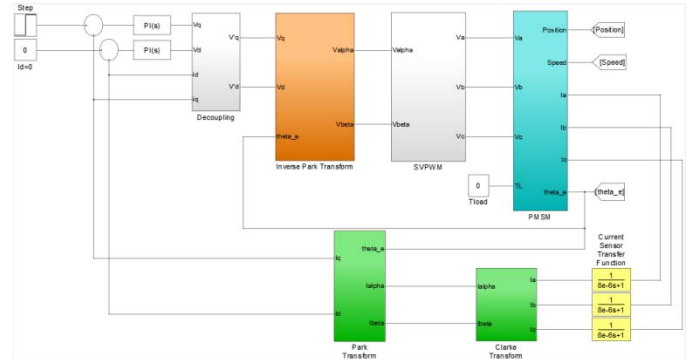 Step
0
Id=0
PI(s)
PI(s)
Vq
Vd
id
iq
V'q
V'd
Decoupling
Vq
Vd
theta_e
Valpha
Vbeta
Inverse Park Transform
Valpha
Vbeta
Va
Vb
Vc
SVPWM
0
Tload
Va
Vb
Vc
TL
Position
Speed
Ia
Ib
Ic
theta_e
PMSM
[Position]
[Speed]
[theta_e]
Iq
Id
theta_e
Ialpha
Ibeta
Park
Transform
Ialpha
Ibeta
Ia
Ib
Ic
Clarke
Transform
Current
Sensor
Transfer
Function
1
8e-6s+1
1
8e-6s+1
1
8e-6s+1